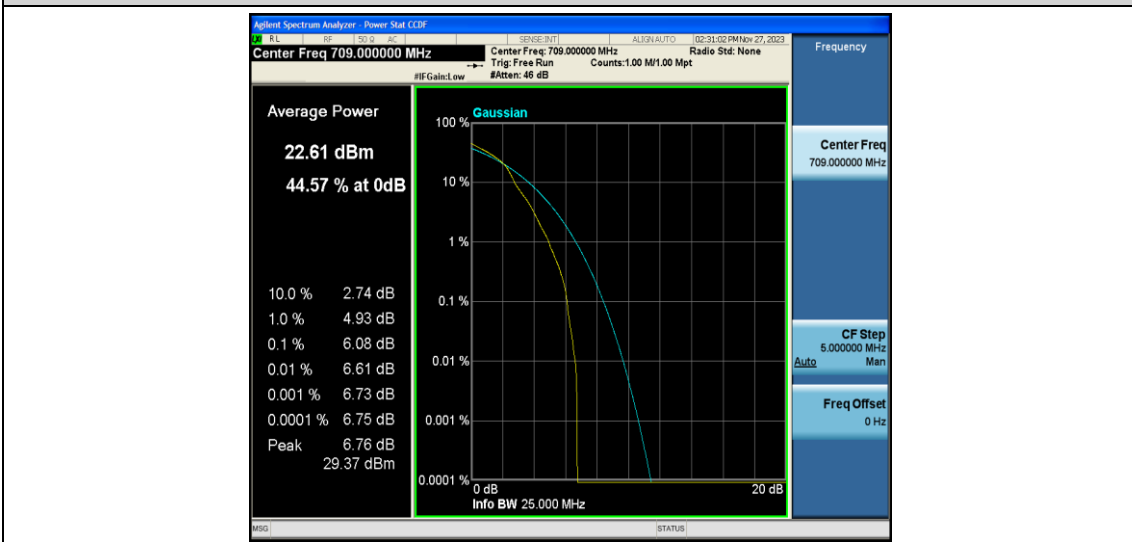 Agilent Spectrum Analyzer - Power Stat CCDF
RL RF 50 Ω AC SENSE:INT ALIGN AUTO 02:31:02 PM Nov 27, 2023
Center Freq 709.000000 MHz
Center Freq: 709.000000 MHz Radio Std: None
Trig: Free Run Counts:1.00 M/1.00 Mpt
#IFGain:Low #Atten: 46 dB
Frequency
Average Power
22.61 dBm
44.57 % at 0dB
10.0 % 2.74 dB
1.0 % 4.93 dB
0.1 % 6.08 dB
0.01 % 6.61 dB
0.001 % 6.73 dB
0.0001 % 6.75 dB
Peak 6.76 dB
29.37 dBm
Gaussian
100 %
10 %
1 %
0.1 %
0.01 %
0.001 %
0.0001 %
0 dB 20 dB
Info BW 25.000 MHz
Center Freq
709.000000 MHz
CF Step
5.000000 MHz
Auto Man
Freq Offset
0 Hz
MSG STATUS